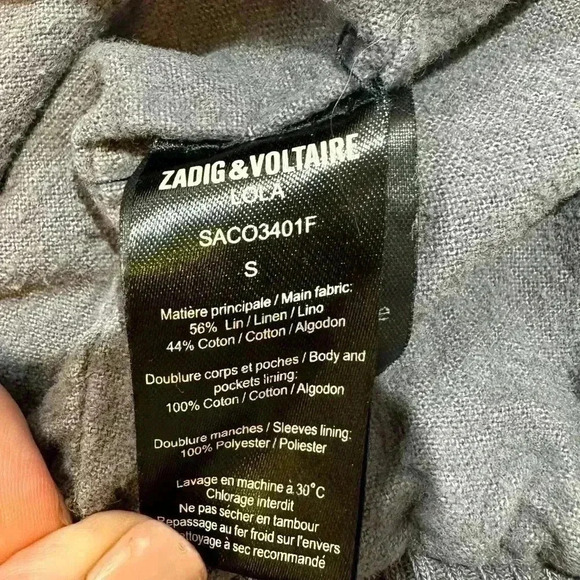 ZADIG & VOLTAIRE
LOLA
SACO3401F
S
Matière principale / Main fabric:
56% Lin / Linen / Lino
44% Coton / Cotton / Algodon
Doublure corps et poches / Body and
pockets lining:
100% Coton / Cotton / Algodon
Doublure manches / Sleeves lining:
100% Polyester / Poliester
Lavage en machine à 30°C
Chlorage interdit
Ne pas sécher en tambour
Repassage au fer froid sur l'envers
ettoyage à sec recommandé
e